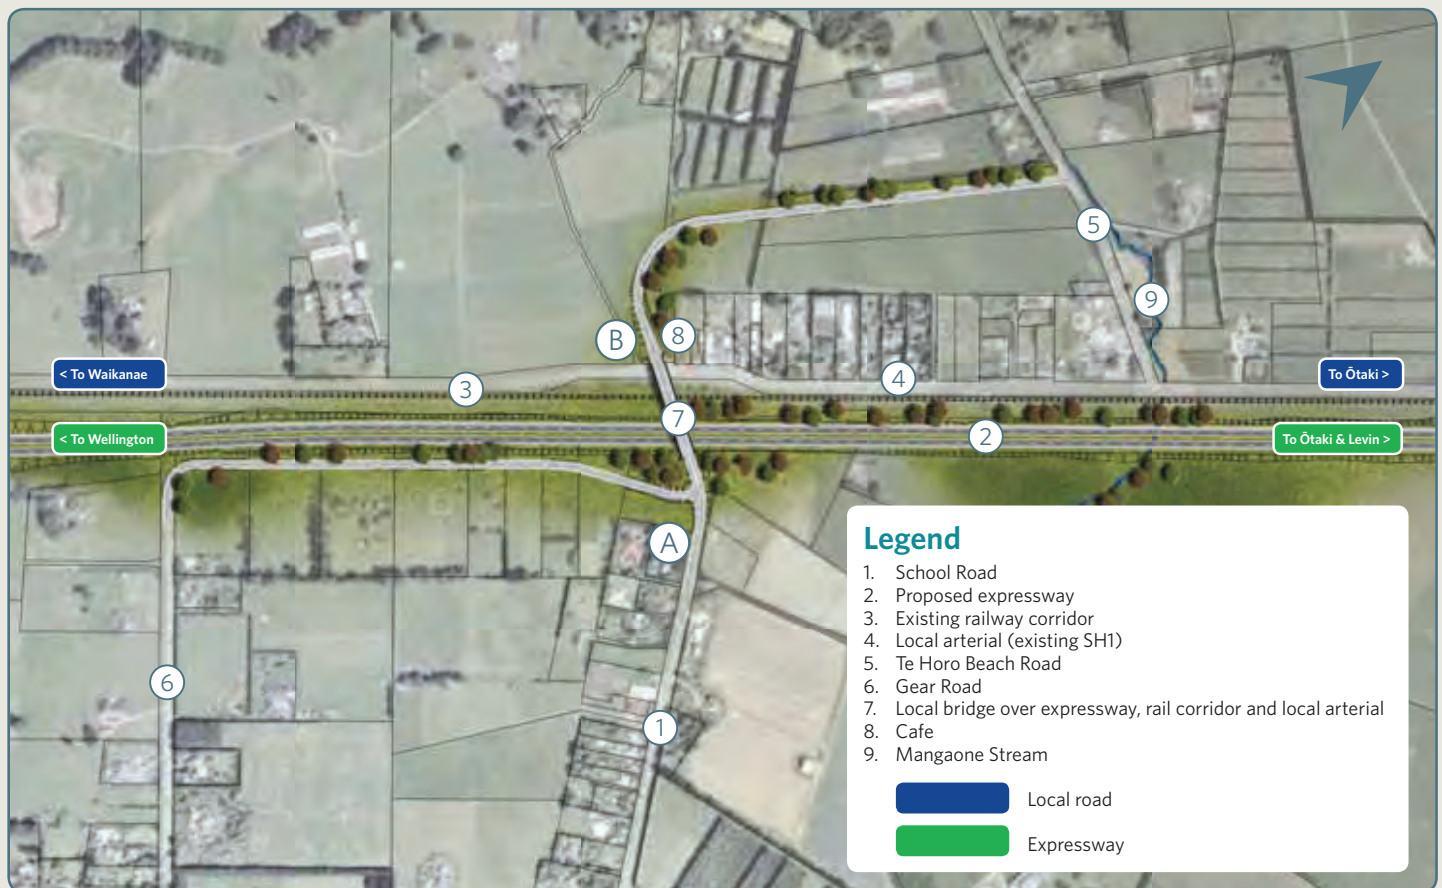 5
9
B
8
< To Waikanae
3
4
To Ōtaki >
7
2
< To Wellington
To Ōtaki & Levin >
A
6
1
Legend
1. School Road
2. Proposed expressway
3. Existing railway corridor
4. Local arterial (existing SH1)
5. Te Horo Beach Road
6. Gear Road
7. Local bridge over expressway, rail corridor and local arterial
8. Cafe
9. Mangaone Stream
Local road
Expressway